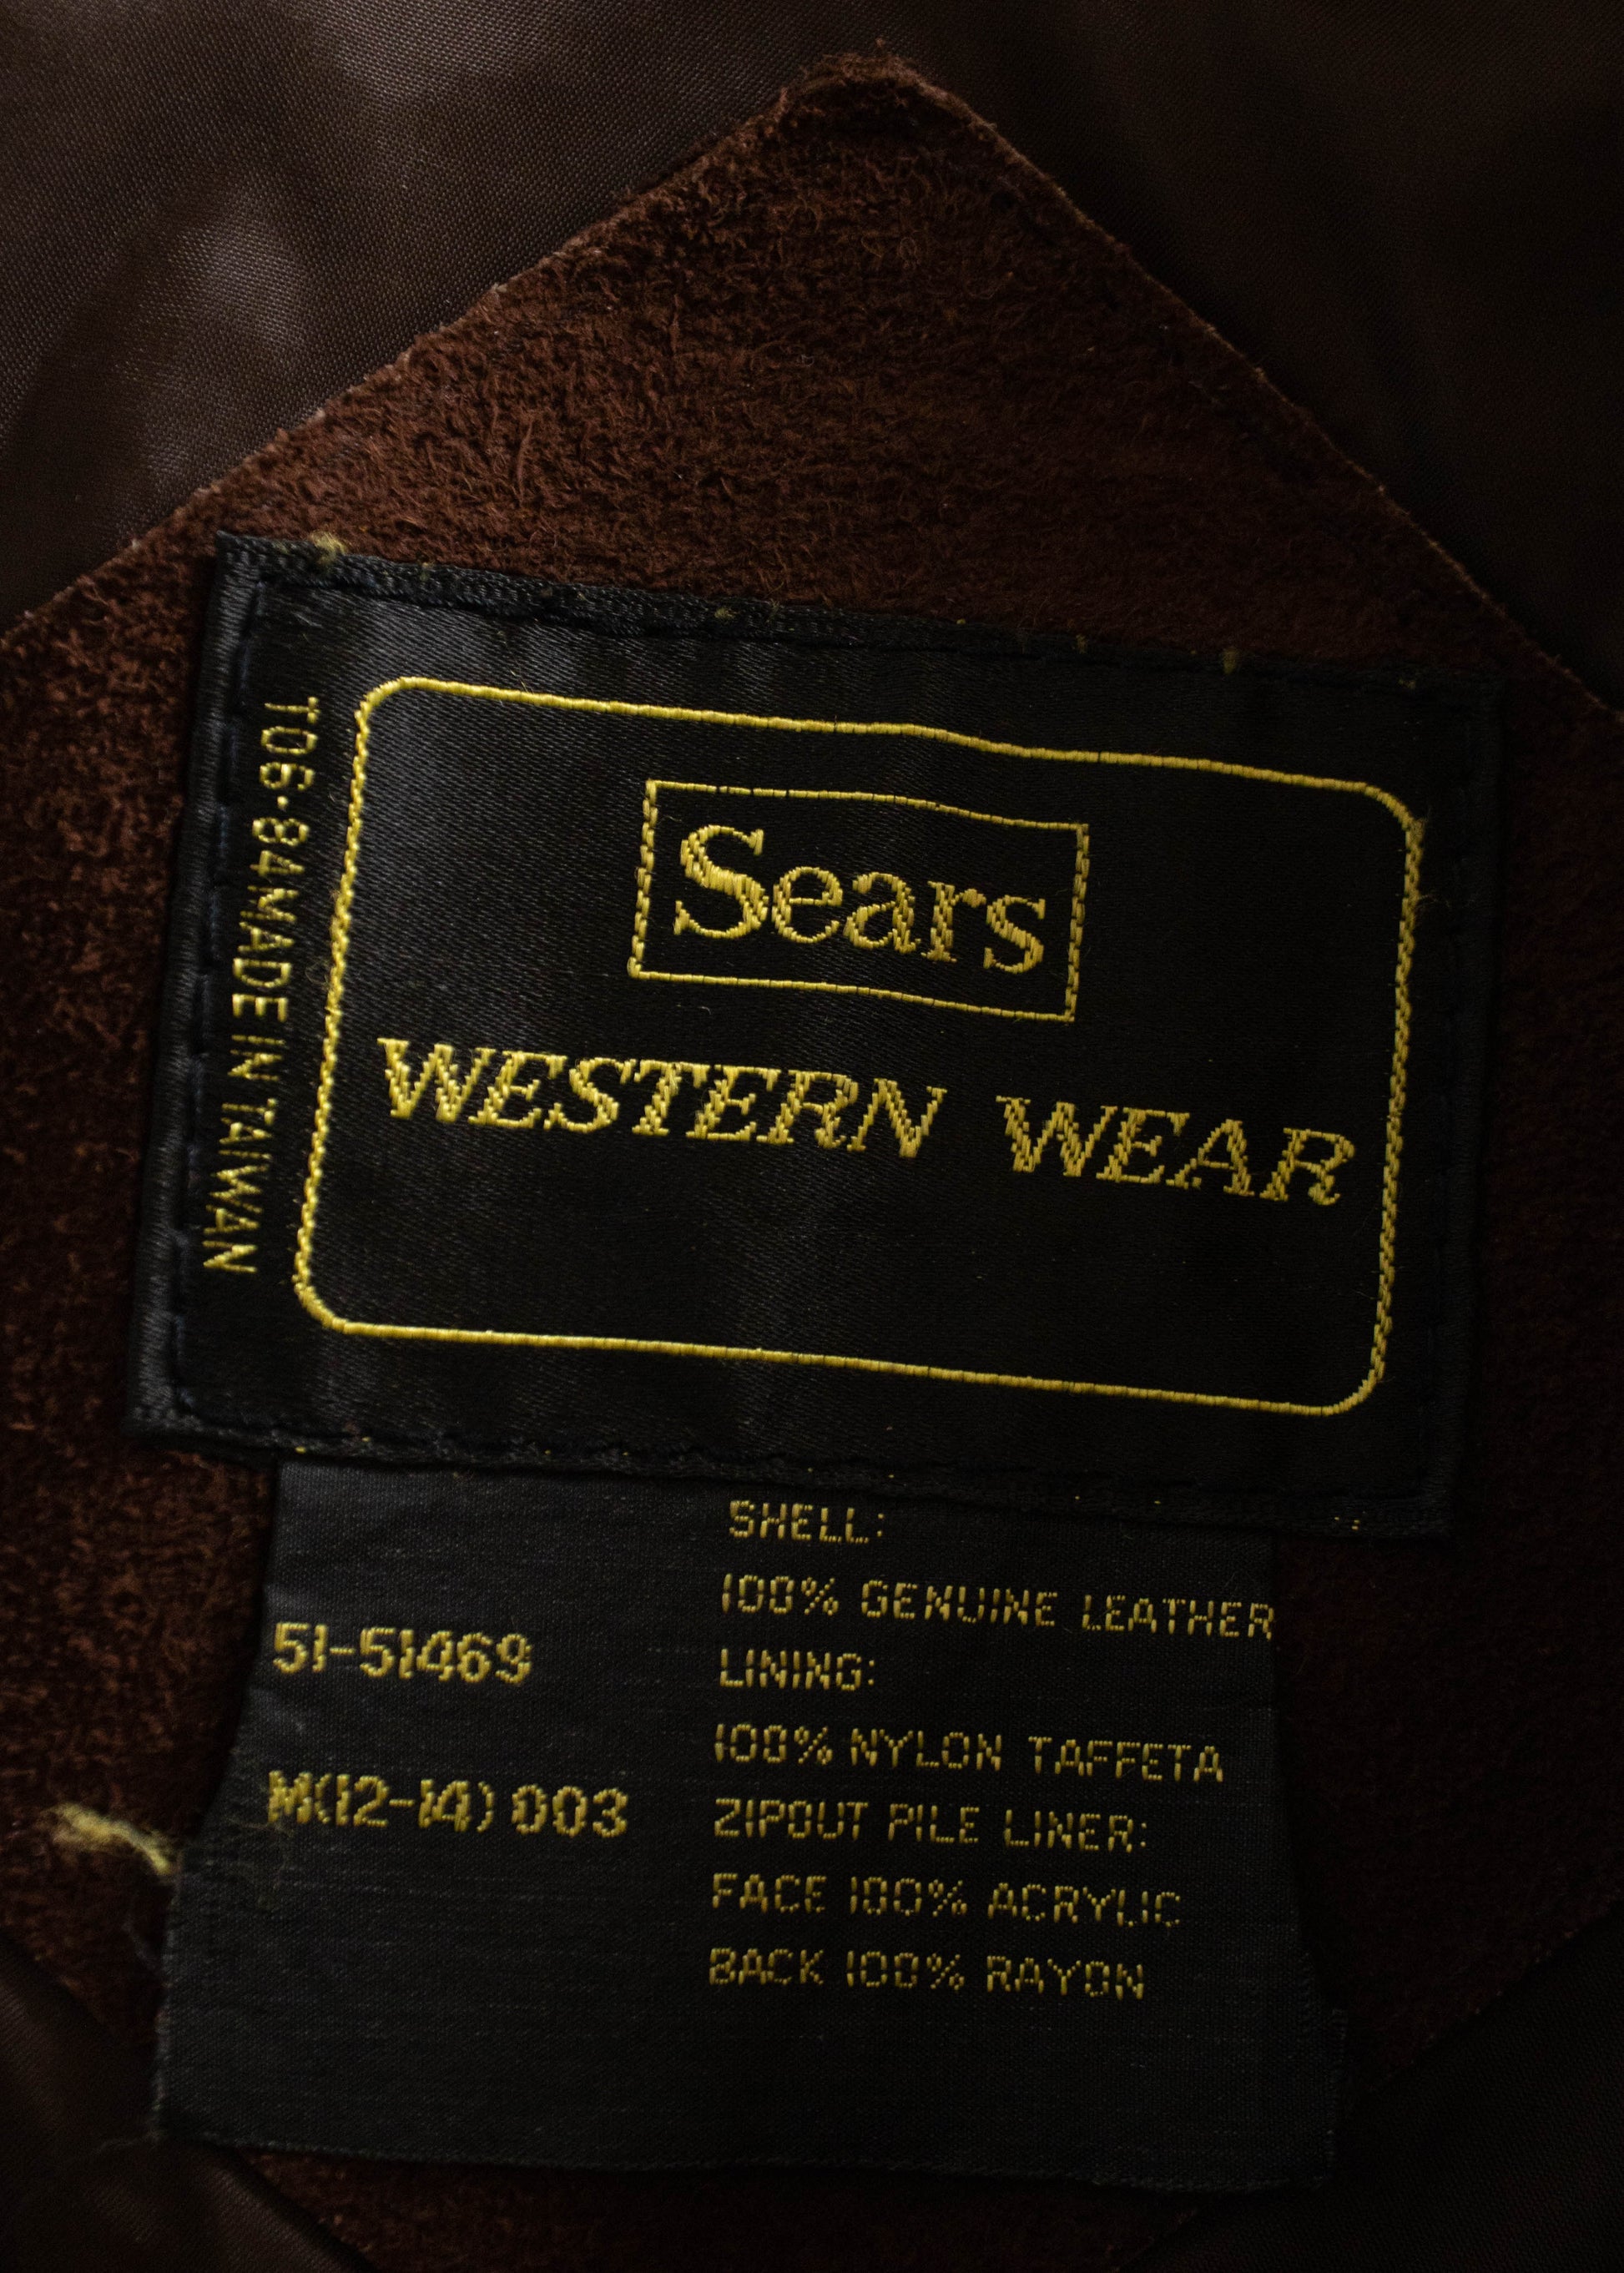 Sears
WESTERN WEAR
T06·84MADE IN TAIWAN
51-51469
M(12-14) 003
SHELL:
100% GENUINE LEATHER
LINING:
100% NYLON TAFFETA
ZIPOUT PILE LINER:
FACE 100% ACRYLIC
BACK 100% RAYON